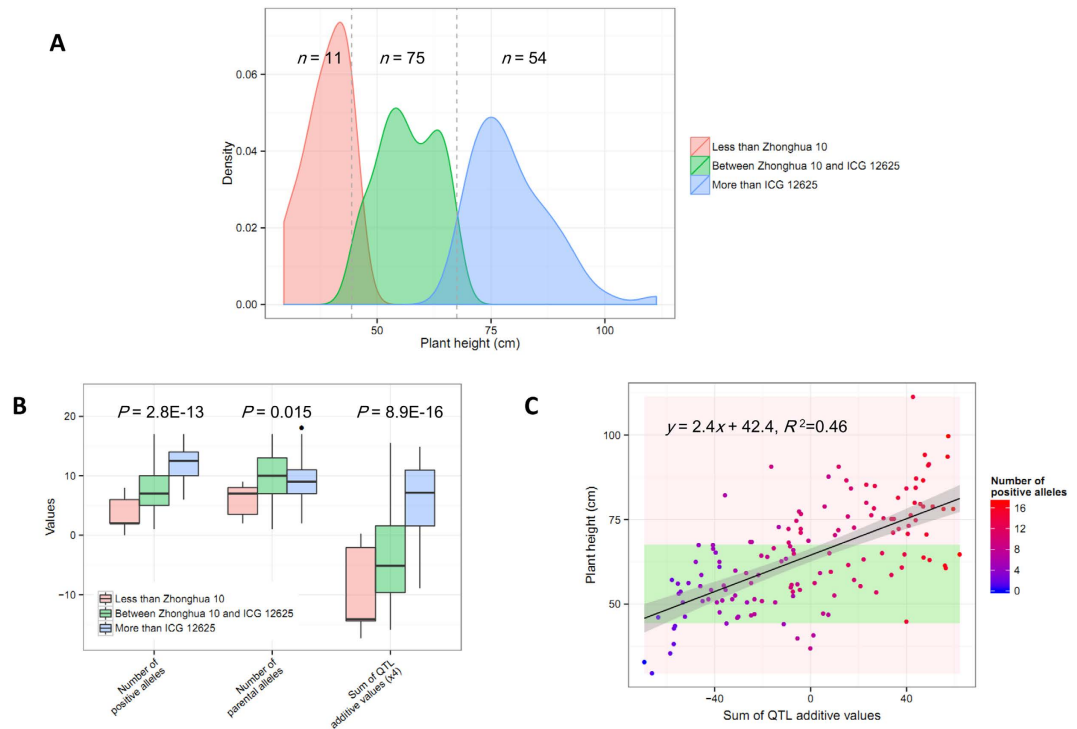 A
n = 11
n = 75
n = 54
0.06
0.04
0.02
0.00
Density
50
75
100
Plant height (cm)
Less than Zhonghua 10
Between Zhonghua 10 and ICG 12625
More than ICG 12625
B
P = 2.8E-13
P = 0.015
P = 8.9E-16
20
10
0
−10
Values
Less than Zhonghua 10
Between Zhonghua 10 and ICG 12625
More than ICG 12625
Number of
positive alleles
Number of
parental alleles
Sum of QTL
additive values (x4)
C
y = 2.4x + 42.4, R²=0.46
100
75
50
Plant height (cm)
−40
0
40
Sum of QTL additive values
Number of
positive alleles
16
12
8
4
0